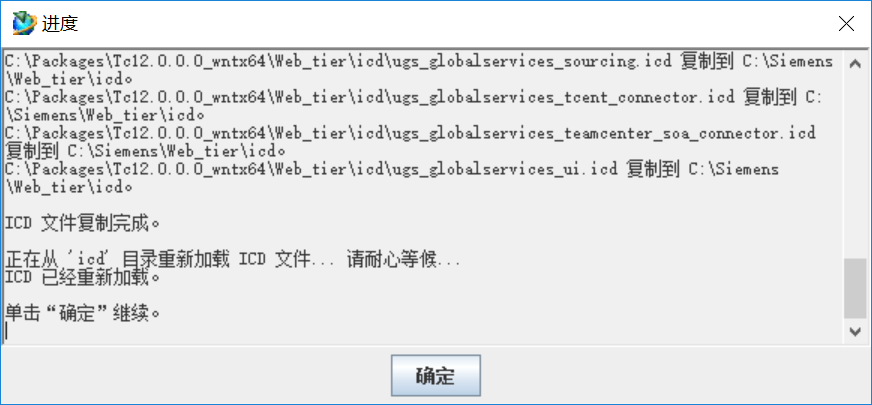 进度
C:\Packages\Tc12.0.0.0_wntx64\Web_tier\icd\ugs_globalservices_sourcing.icd 复制到 C:\Siemens
\Web_tier\icd。
C:\Packages\Tc12.0.0.0_wntx64\Web_tier\icd\ugs_globalservices_tcent_connector.icd 复制到 C:
\Siemens\Web_tier\icd。
C:\Packages\Tc12.0.0.0_wntx64\Web_tier\icd\ugs_globalservices_teamcenter_soa_connector.icd
复制到 C:\Siemens\Web_tier\icd。
C:\Packages\Tc12.0.0.0_wntx64\Web_tier\icd\ugs_globalservices_ui.icd 复制到 C:\Siemens
\Web_tier\icd。
ICD 文件复制完成。
正在从 'icd' 目录重新加载 ICD 文件... 请耐心等候...
ICD 已经重新加载。
单击“确定”继续。
确定